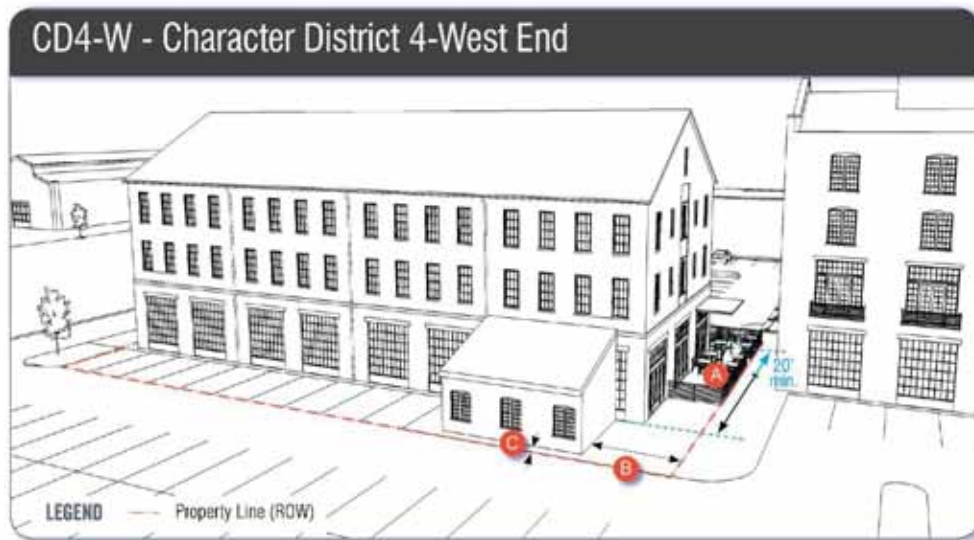 CD4-W - Character District 4-West End
A
20'
min.
C
B
LEGEND
Property Line (ROW)